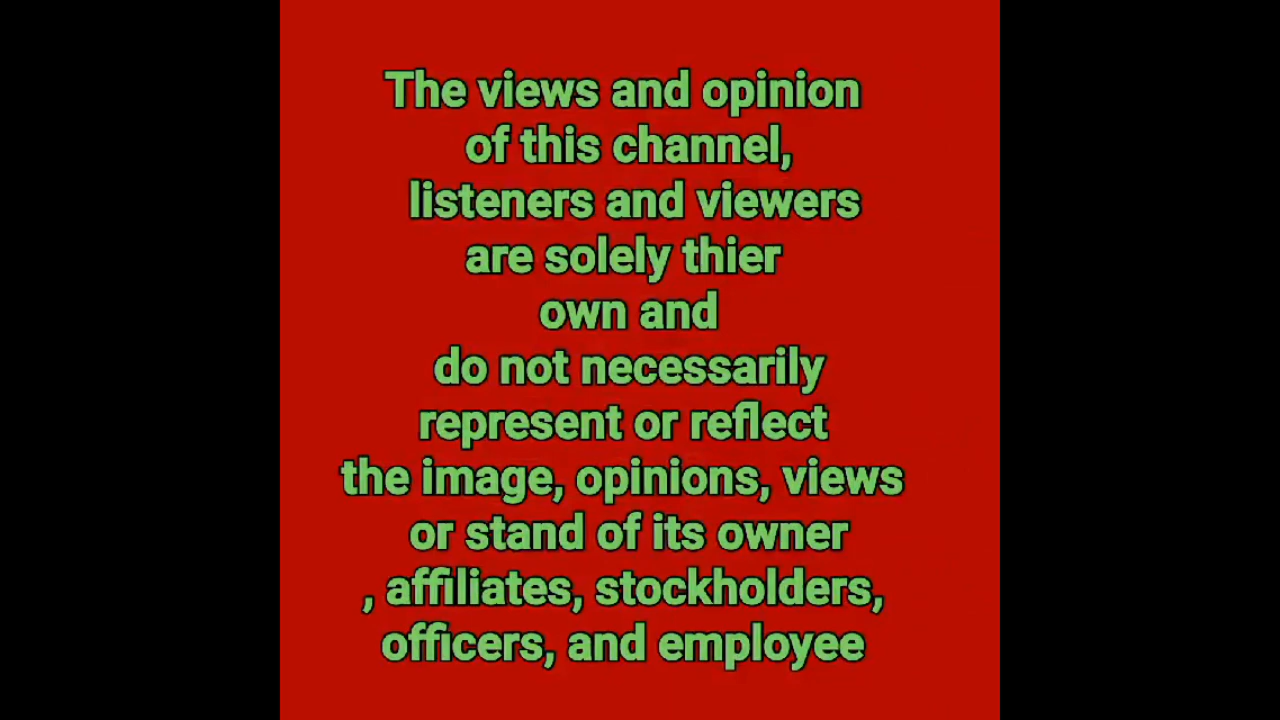 The views and opinion
of this channel,
listeners and viewers
are solely thier
own and
do not necessarily
represent or reflect
the image, opinions, views
or stand of its owner
, affiliates, stockholders,
officers, and employee